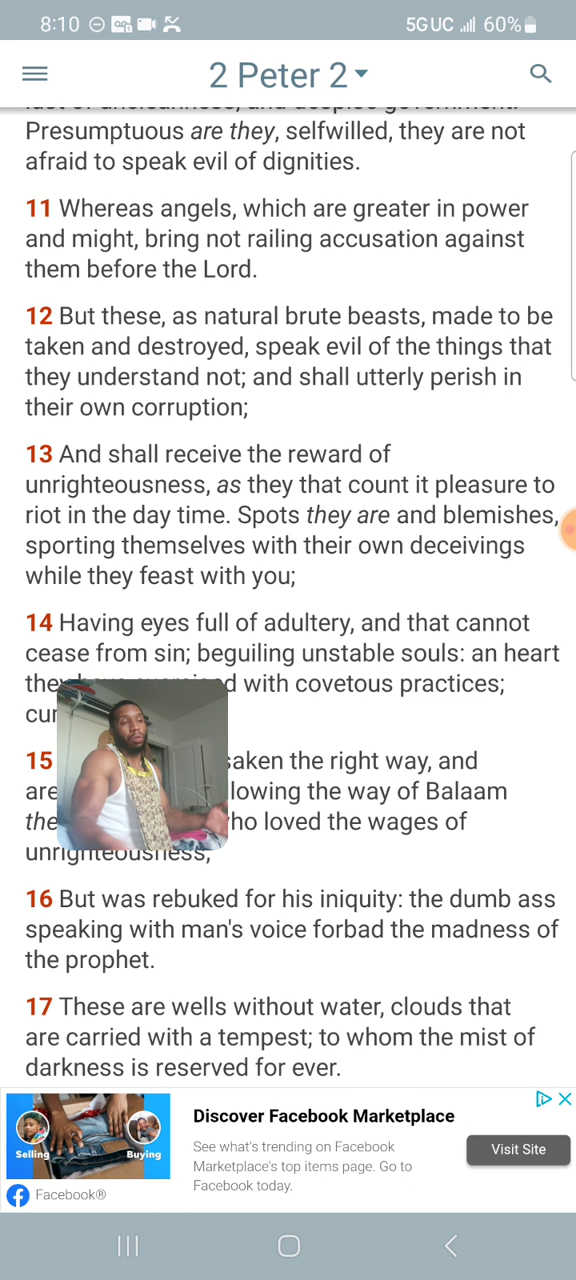 8:10
5GUC 60%
2 Peter 2
Presumptuous are they, selfwilled, they are not
afraid to speak evil of dignities.
11 Whereas angels, which are greater in power
and might, bring not railing accusation against
them before the Lord.
12 But these, as natural brute beasts, made to be
taken and destroyed, speak evil of the things that
they understand not; and shall utterly perish in
their own corruption;
13 And shall receive the reward of
unrighteousness, as they that count it pleasure to
riot in the day time. Spots they are and blemishes,
sporting themselves with their own deceivings
while they feast with you;
14 Having eyes full of adultery, and that cannot
cease from sin; beguiling unstable souls: an heart
they have exercised with covetous practices;
15 the right way, and
are the way of Balaam
who loved the wages of
unrighteousness;
16 But was rebuked for his iniquity: the dumb ass
speaking with man's voice forbad the madness of
the prophet.
17 These are wells without water, clouds that
are carried with a tempest; to whom the mist of
darkness is reserved for ever.
Selling
Buying
Facebook®
Discover Facebook Marketplace
See what's trending on Facebook
Marketplace's top items page. Go to
Facebook today.
Visit Site